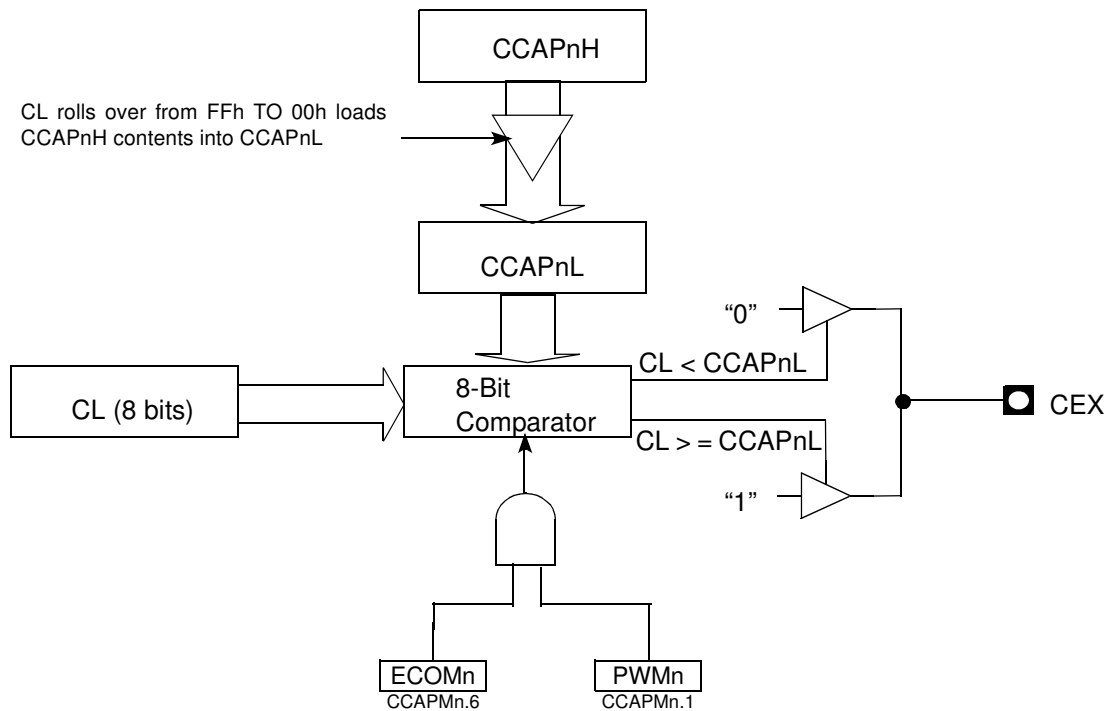 CCAPnH
CL rolls over from FFh TO 00h loads
CCAPnH contents into CCAPnL
CCAPnL
“0”
CL < CCAPnL
CL (8 bits)
8-Bit
Comparator
CEX
CL > = CCAPnL
“1”
ECOMn
PWMn
CCAPMn.6
CCAPMn.1